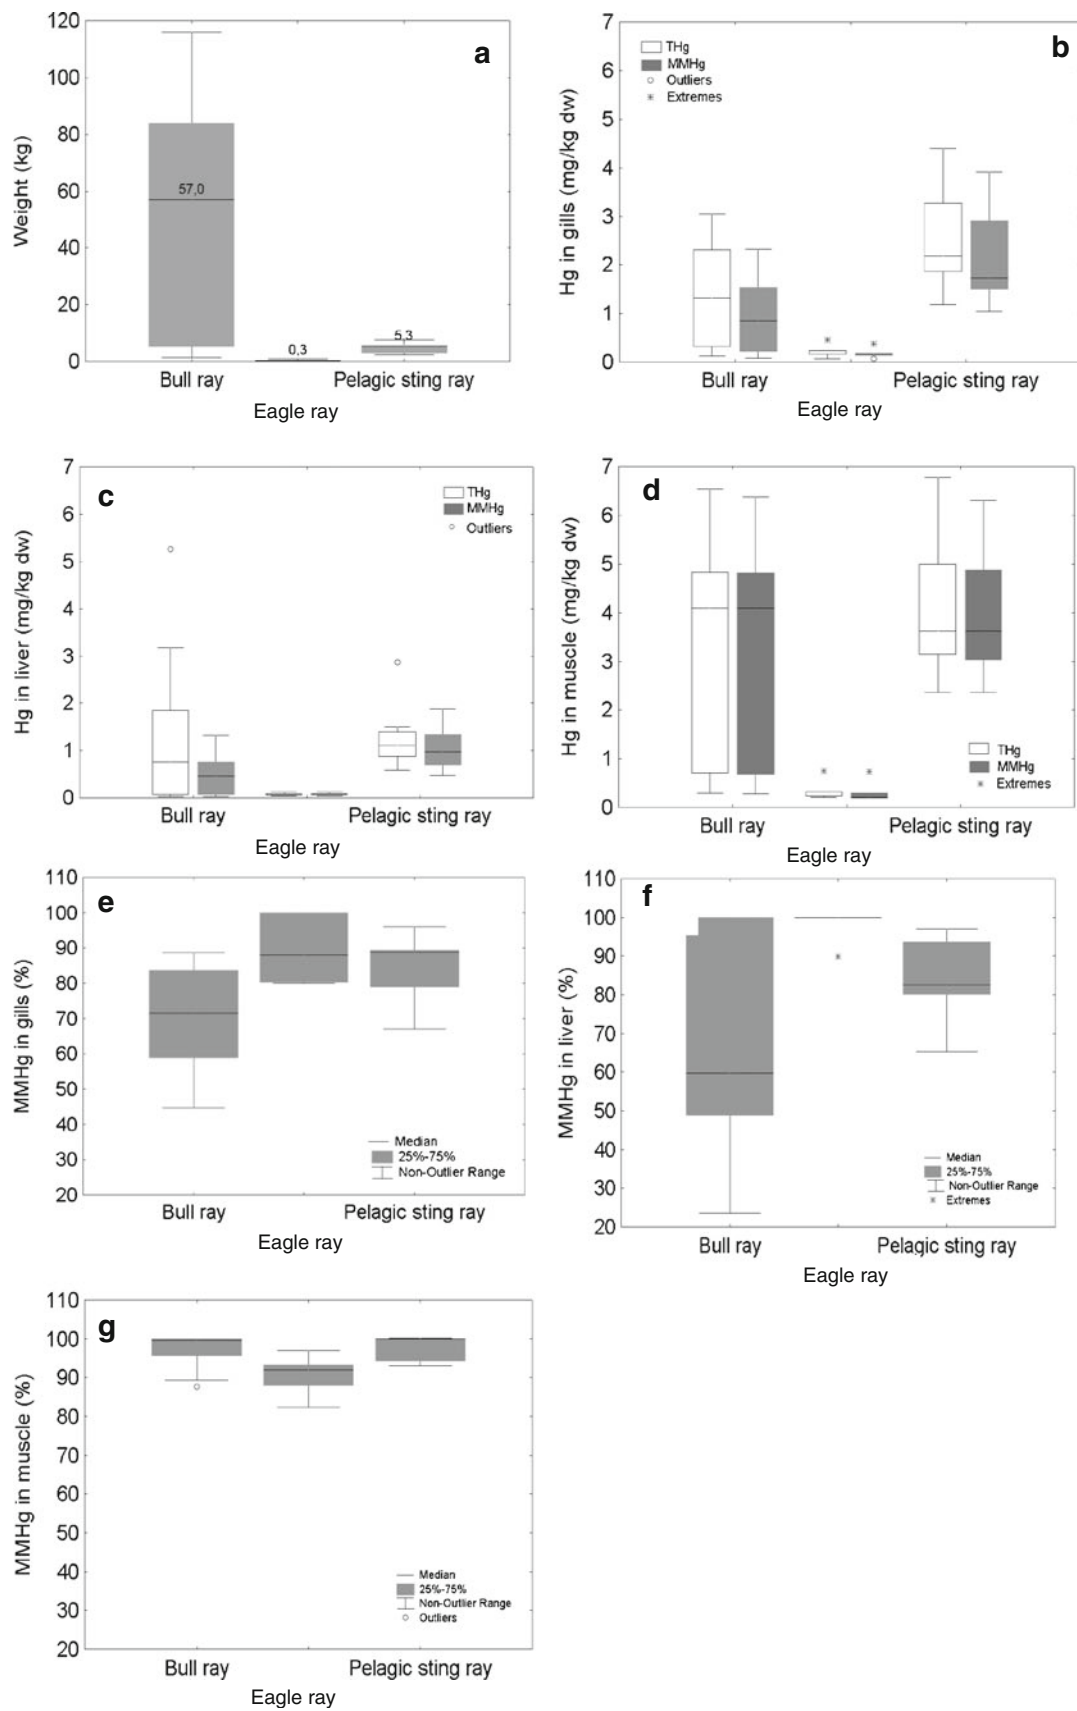 a
Weight (kg)
120
100
80
60
40
20
0
57,0
0,3
5,3
Bull ray
Pelagic sting ray
Eagle ray
b
Hg in gills (mg/kg dw)
7
6
5
4
3
2
1
0
THg
MMHg
Outliers
Extremes
Bull ray
Pelagic sting ray
Eagle ray
c
Hg in liver (mg/kg dw)
7
6
5
4
3
2
1
0
THg
MMHg
Outliers
Bull ray
Pelagic sting ray
Eagle ray
d
Hg in muscle (mg/kg dw)
7
6
5
4
3
2
1
0
THg
MMHg
Extremes
Bull ray
Pelagic sting ray
Eagle ray
e
MMHg in gills (%)
110
100
90
80
70
60
50
40
30
20
Median
25%-75%
Non-Outlier Range
Bull ray
Pelagic sting ray
Eagle ray
f
MMHg in liver (%)
110
100
90
80
70
60
50
40
30
20
Median
25%-75%
Non-Outlier Range
Extremes
Bull ray
Pelagic sting ray
Eagle ray
g
MMHg in muscle (%)
110
100
90
80
70
60
50
40
30
20
Median
25%-75%
Non-Outlier Range
Outliers
Bull ray
Pelagic sting ray
Eagle ray